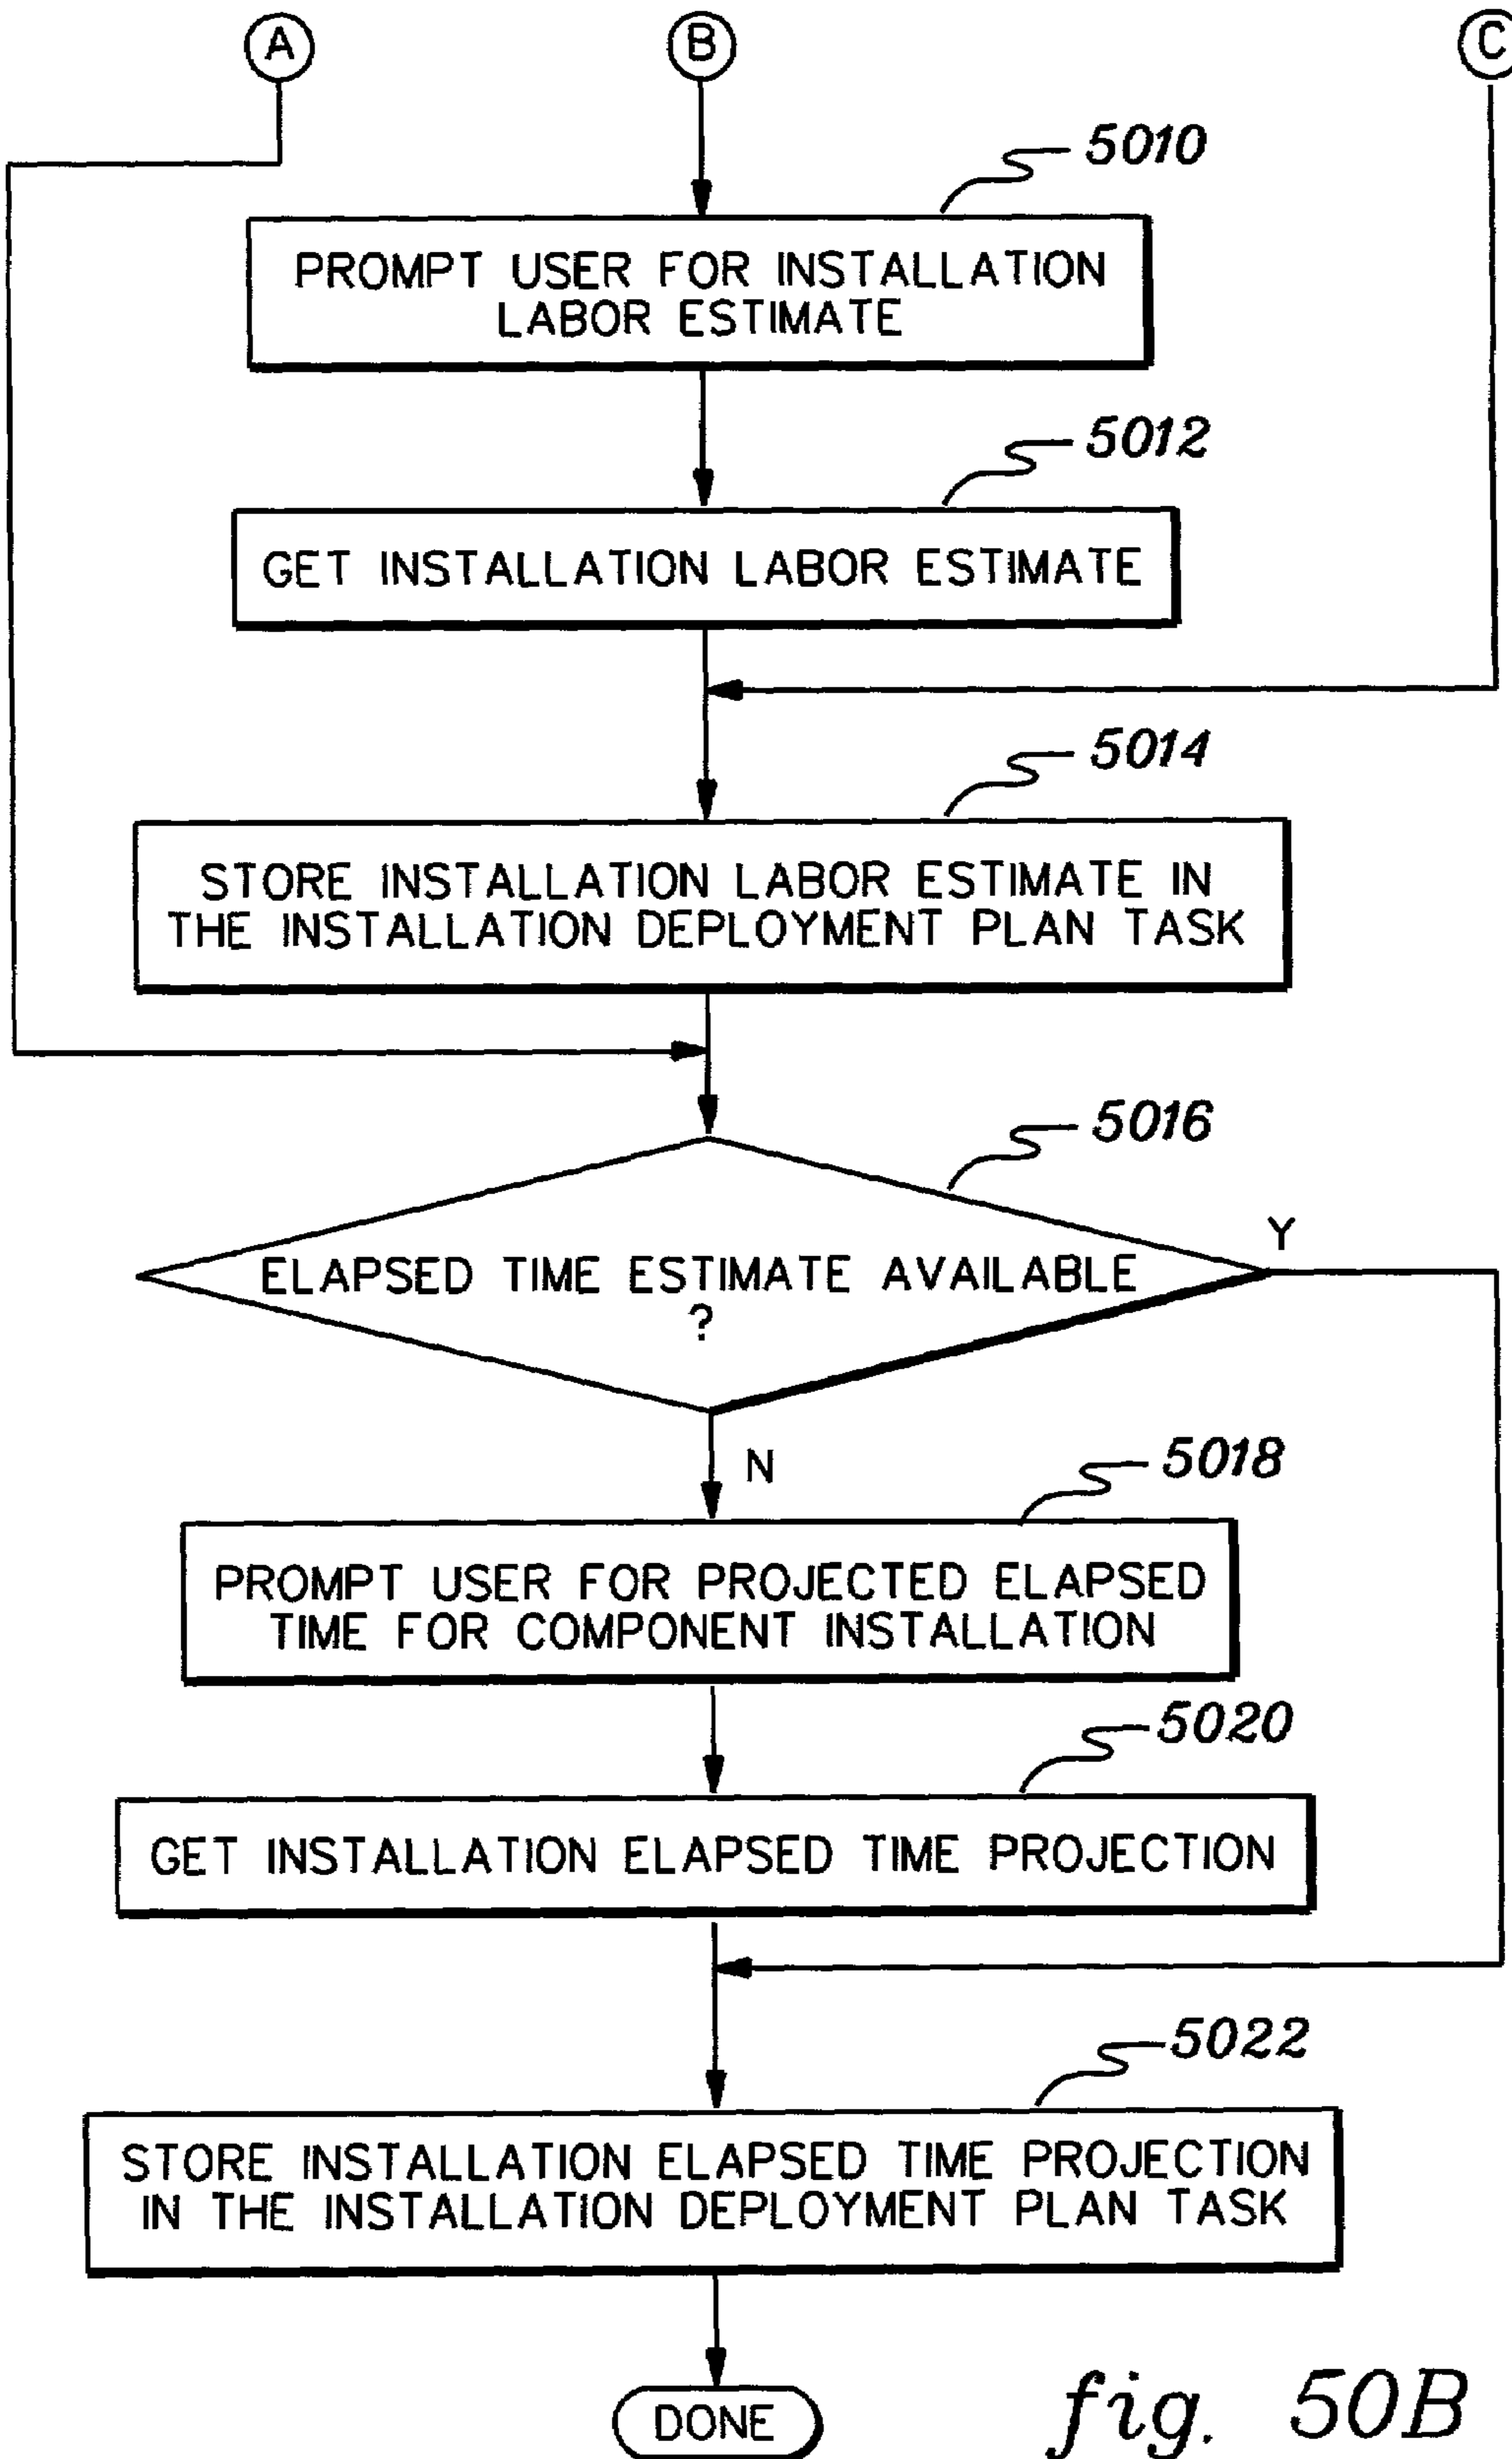 A
B
C
5010
PROMPT USER FOR INSTALLATION
LABOR ESTIMATE
5012
GET INSTALLATION LABOR ESTIMATE
5014
STORE INSTALLATION LABOR ESTIMATE IN
THE INSTALLATION DEPLOYMENT PLAN TASK
5016
Y
ELAPSED TIME ESTIMATE AVAILABLE
?
N
5018
PROMPT USER FOR PROJECTED ELAPSED
TIME FOR COMPONENT INSTALLATION
5020
GET INSTALLATION ELAPSED TIME PROJECTION
5022
STORE INSTALLATION ELAPSED TIME PROJECTION
IN THE INSTALLATION DEPLOYMENT PLAN TASK
DONE
fig. 50B